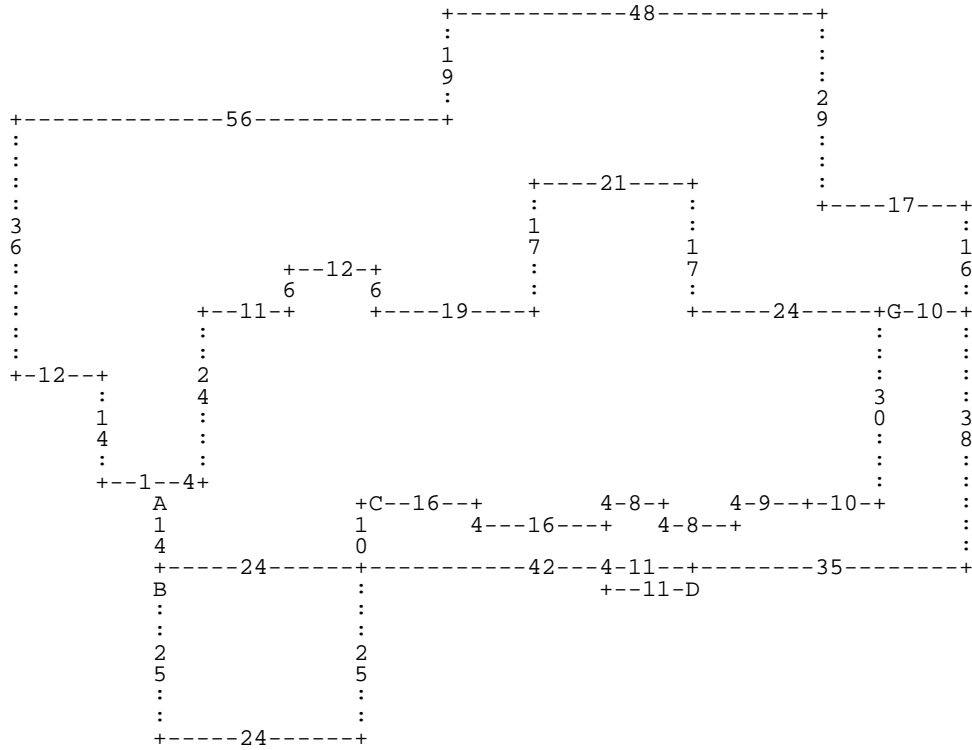 +------------48-----------+
: :
1 :
9 :
: 2
+--------------56-------------+ 9
: :
: :
: +----21----+ :
: : : +----17---+
3 1 : :
6 7 1 1
: +--12-+ : 7 6
: 6 6 : : :
: +--11-+ +----19----+ +-----24-----+G-10-+
: : : :
: : : :
+-12--+ 2 : :
: 4 3 :
1 : 0 3
4 : : 8
: : : :
+--1--4+ : :
A +C--16--+ 4-8-+ 4-9--+-10--+ :
1 1 4---16---+ 4-8--+ :
4 0 :
+-----24------+-----------42---4-11--+--------35--------+
B +--11-D
: :
: :
2 2
5 5
: :
: :
+-----24------+